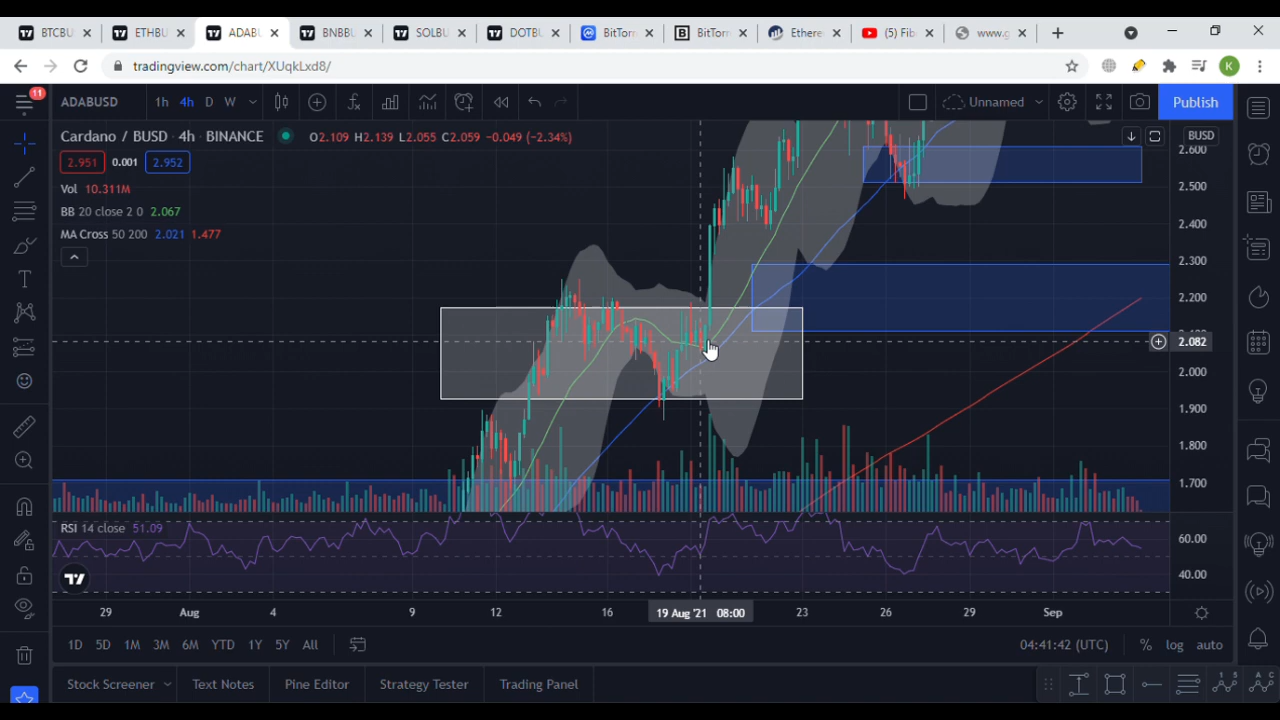 BTCBU ETHBU ADABU BNBBU SOLBU DOTBU BitTorr BitTorr Ethere (5) Fib www.g
tradingview.com/chart/XUqkLxd8/ K
11 ADABUSD 1h 4h D W Unnamed Publish
Cardano / BUSD · 4h · BINANCE O2.109 H2.139 L2.055 C2.059 −0.049 (−2.34%) BUSD
2.951 0.001 2.952
Vol 10.311M
BB 20 close 2 0 2.067
MA Cross 50 200 2.021 1.477
2.600
2.500
2.400
2.300
2.200
2.082
2.000
1.900
1.800
1.700
RSI 14 close 51.09
60.00
40.00
29 Aug 4 9 12 16 19 Aug '21 08:00 23 26 29 Sep
1D 5D 1M 3M 6M YTD 1Y 5Y All 04:41:42 (UTC) % log auto
Stock Screener Text Notes Pine Editor Strategy Tester Trading Panel